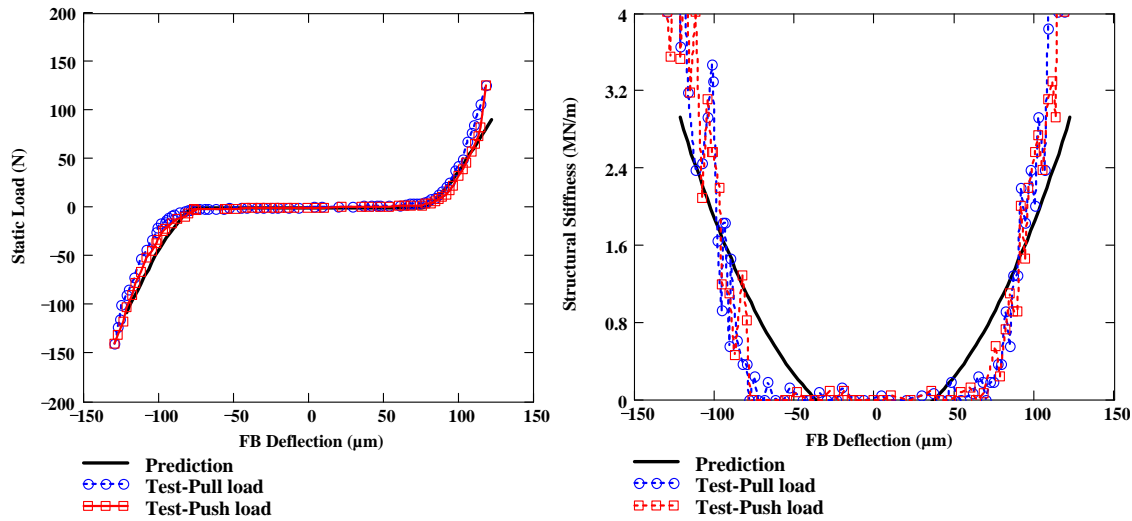 200
150
100
50
0
−50
−100
−150
−200
−150 −100 −50 0 50 100 150
Static Load (N)
FB Deflection (µm)
Prediction
Test-Pull load
Test-Push load
4
3.2
2.4
1.6
0.8
0
−150 −100 −50 0 50 100 150
Structural Stiffness (MN/m)
FB Deflection (µm)
Prediction
Test-Pull load
Test-Push load